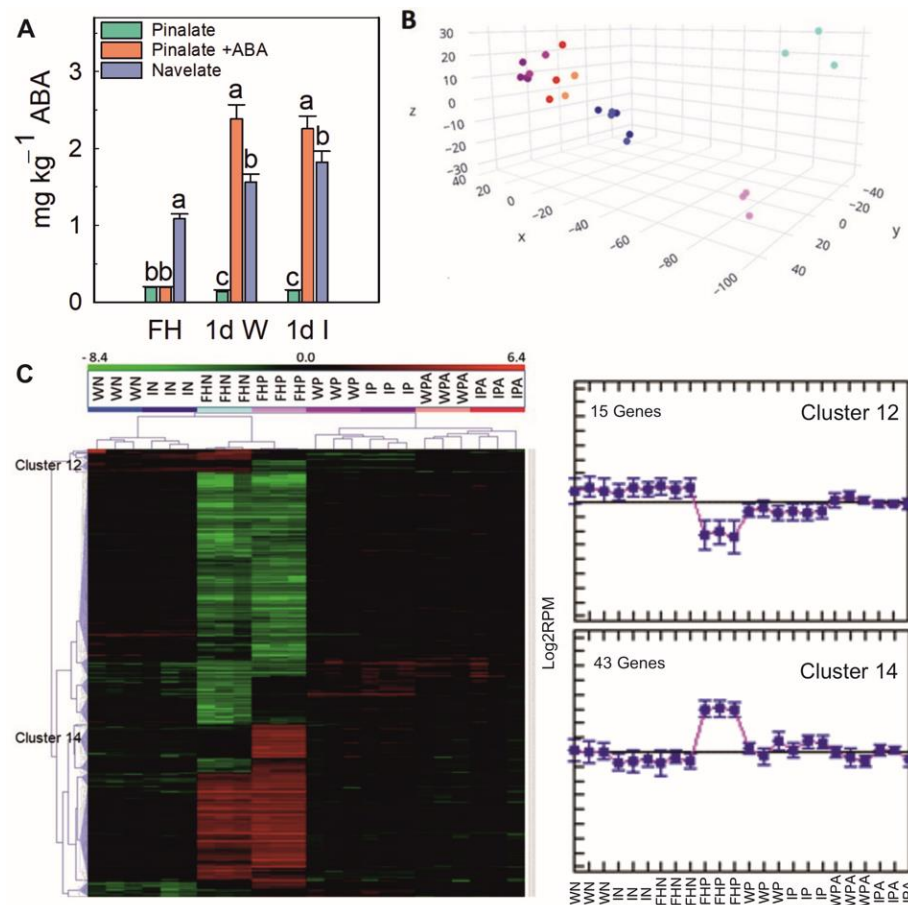 A
Pinalate
Pinalate +ABA
Navelate
mg kg⁻¹ ABA
3
2
1
0
bb
a
c
a
b
c
a
b
FH
1d W
1d I
B
30
20
10
0
−10
−20
−30
z
40
20
0
−20
−40
−60
−80
−100
x
−40
−20
0
20
40
y
C
-8.4
0.0
6.4
WN WN WN IN IN IN FHN FHN FHN FHP FHP FHP WP WP WP IP IP IP WPA WPA WPA IPA IPA IPA
Cluster 12
Cluster 14
Log2RPM
15 Genes
Cluster 12
43 Genes
Cluster 14
WN WN WN IN IN IN FHN FHN FHN FHP FHP FHP WP WP WP IP IP IP WPA WPA WPA IPA IPA IPA